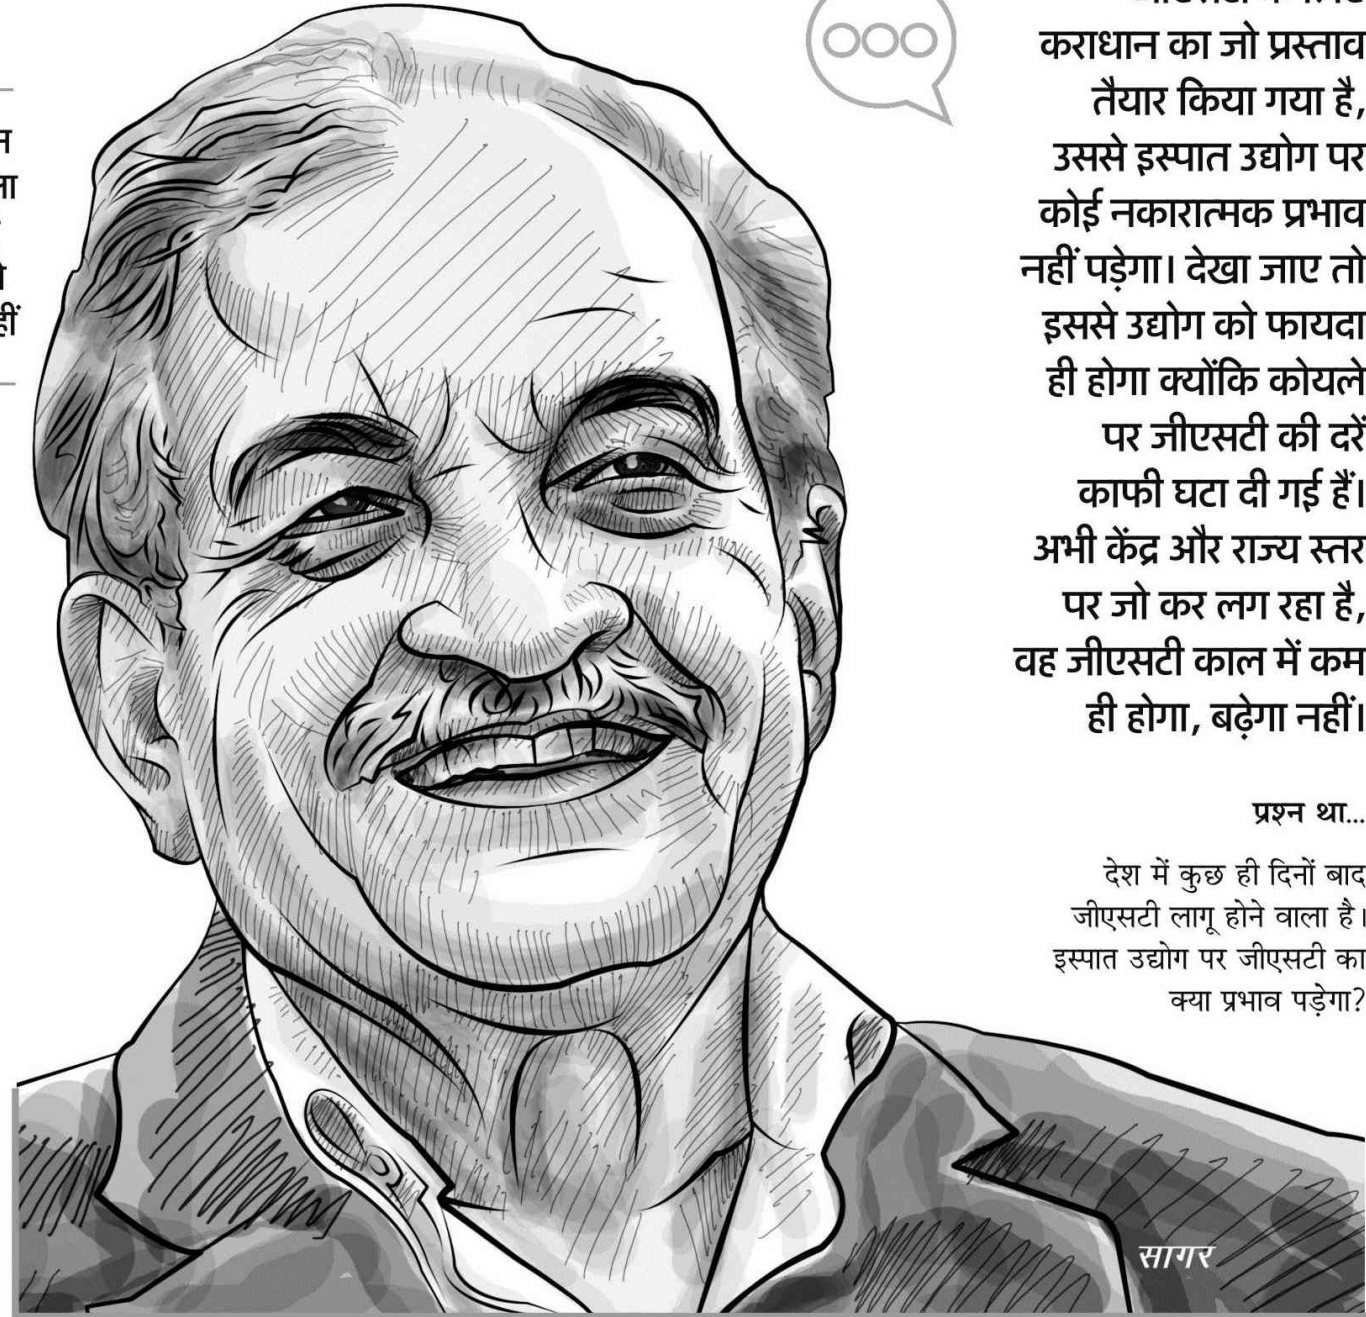 कराधान का जो प्रस्ताव
तैयार किया गया है,
उससे इस्पात उद्योग पर
कोई नकारात्मक प्रभाव
नहीं पड़ेगा। देखा जाए तो
इससे उद्योग को फायदा
ही होगा क्योंकि कोयले
पर जीएसटी की दरें
काफी घटा दी गई हैं।
अभी केंद्र और राज्य स्तर
पर जो कर लग रहा है,
वह जीएसटी काल में कम
ही होगा, बढ़ेगा नहीं।
प्रश्न था...
देश में कुछ ही दिनों बाद
जीएसटी लागू होने वाला है।
इस्पात उद्योग पर जीएसटी का
क्या प्रभाव पड़ेगा?
सागर